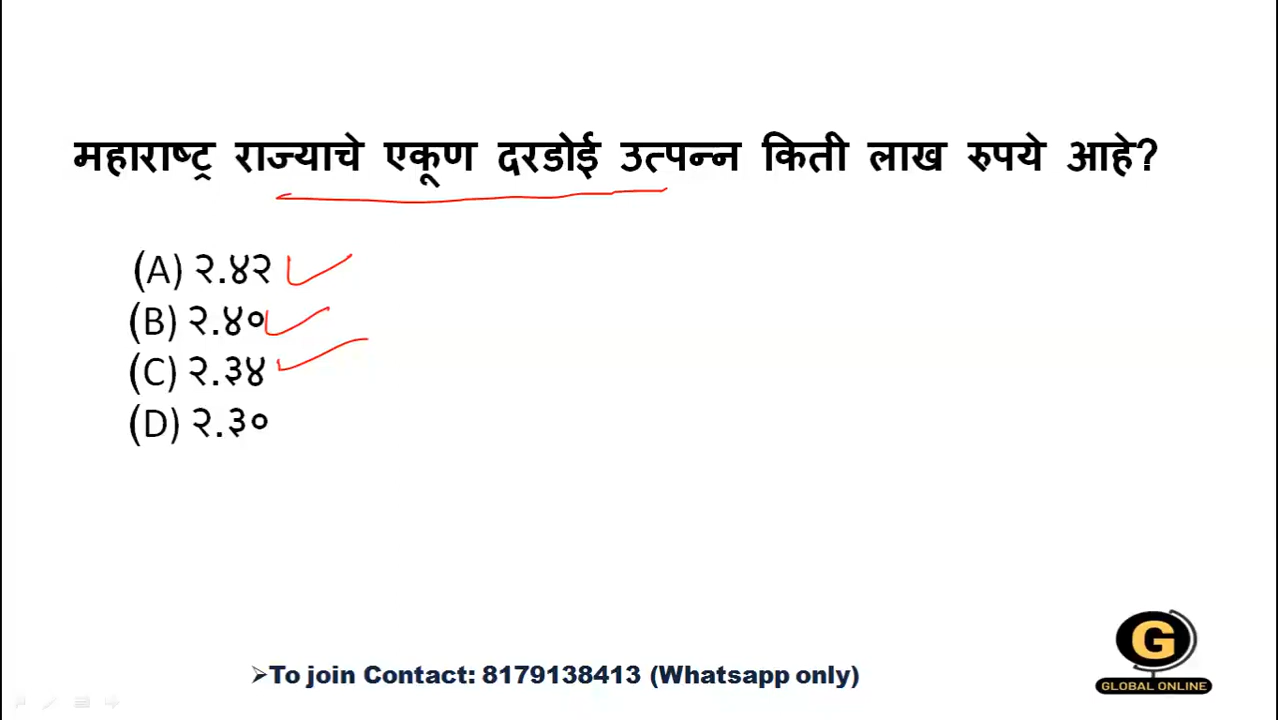 महाराष्ट्र राज्याचे एकूण दरडोई उत्पन्न किती लाख रुपये आहे?
(A) २.४२
(B) २.४०
(C) २.३४
(D) २.३०
➢To join Contact: 8179138413 (Whatsapp only)
G
GLOBAL ONLINE